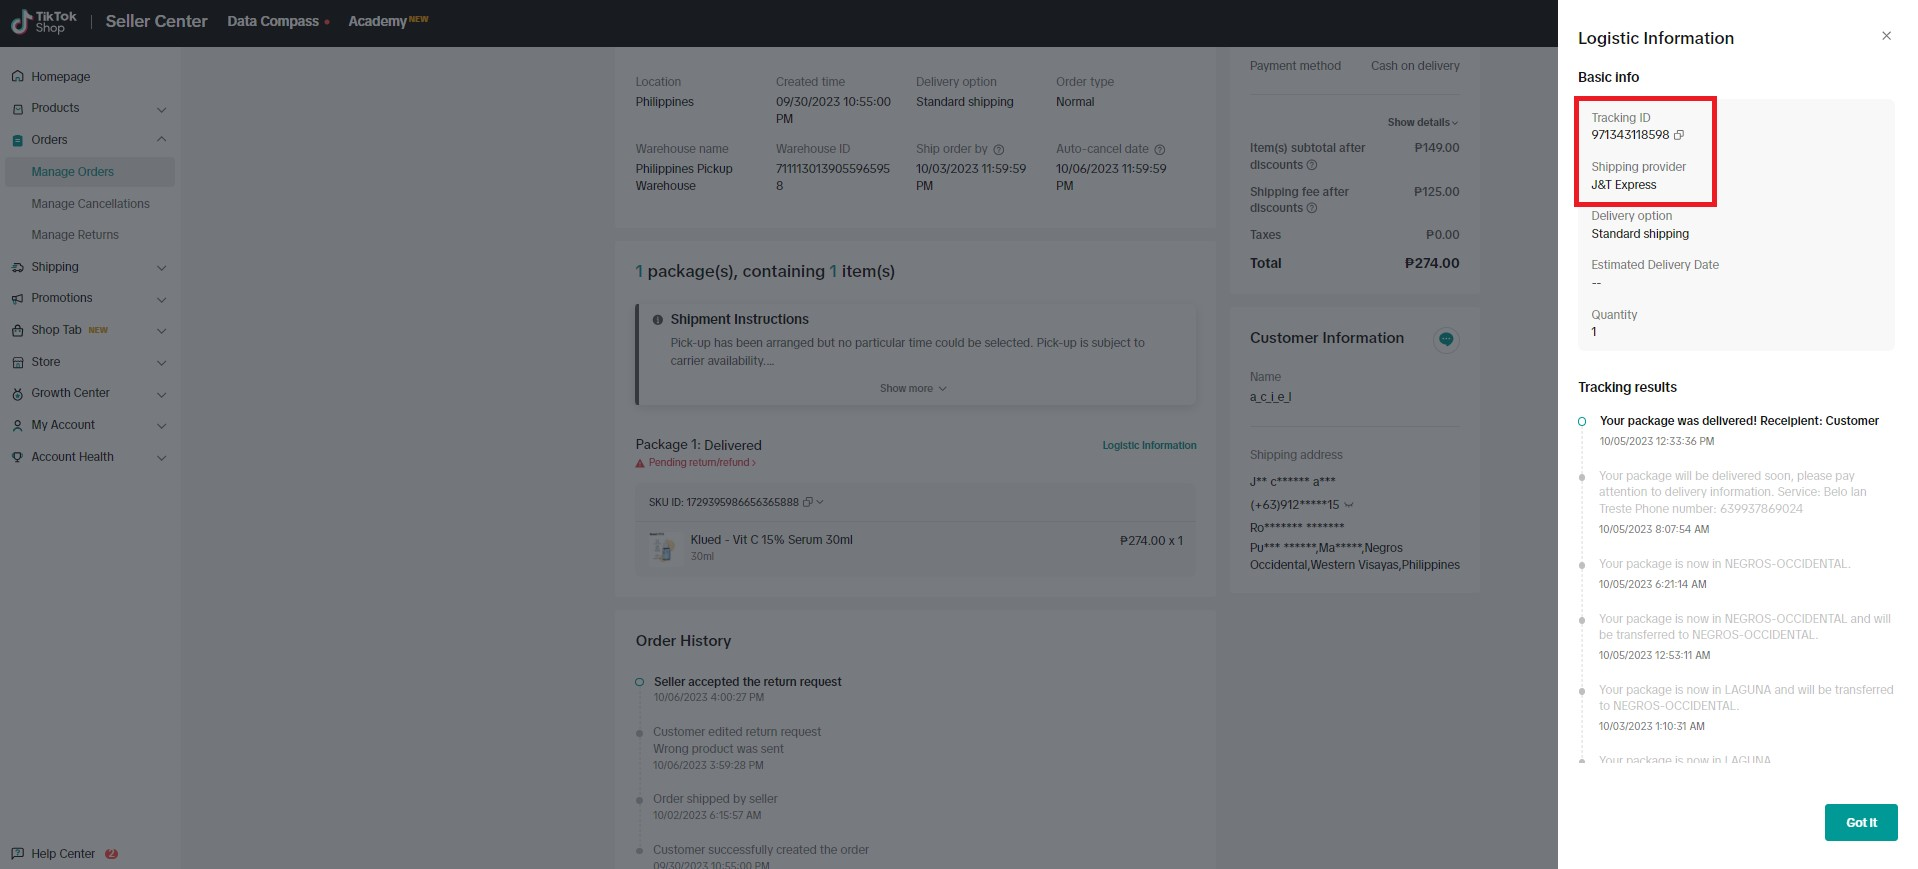 TikTok
Shop
Seller Center
Data Compass
Academy NEW
Homepage
Products
Orders
Manage Orders
Manage Cancellations
Manage Returns
Shipping
Promotions
Shop Tab NEW
Store
Growth Center
My Account
Account Health
Help Center 2
Location
Philippines
Created time
09/30/2023 10:55:00
PM
Delivery option
Standard shipping
Order type
Normal
Warehouse name
Philippines Pickup
Warehouse
Warehouse ID
711113013905596595
8
Ship order by
10/03/2023 11:59:59
PM
Auto-cancel date
10/06/2023 11:59:59
PM
1 package(s), containing 1 item(s)
Shipment Instructions
Pick-up has been arranged but no particular time could be selected. Pick-up is subject to
carrier availability....
Show more
Package 1: Delivered
Logistic Information
Pending return/refund >
SKU ID: 1729395986656365888
Klued - Vit C 15% Serum 30ml
30ml
₱274.00 x 1
Order History
Seller accepted the return request
10/06/2023 4:00:27 PM
Customer edited return request
Wrong product was sent
10/06/2023 3:59:28 PM
Order shipped by seller
10/02/2023 6:15:57 AM
Customer successfully created the order
09/30/2023 10:55:00 PM
Payment method Cash on delivery
Show details
Item(s) subtotal after
discounts
₱149.00
Shipping fee after
discounts
₱125.00
Taxes ₱0.00
Total ₱274.00
Customer Information
Name
a_c_i_e_l
Shipping address
J** c****** a***
(+63)912*****15
Ro******* *******
Pu*** ******,Ma*****,Negros
Occidental,Western Visayas,Philippines
Logistic Information
Basic info
Tracking ID
971343118598
Shipping provider
J&T Express
Delivery option
Standard shipping
Estimated Delivery Date
--
Quantity
1
Tracking results
Your package was delivered! Receipient: Customer
10/05/2023 12:33:36 PM
Your package will be delivered soon, please pay
attention to delivery information. Service: Belo Ian
Treste Phone number: 639937869024
10/05/2023 8:07:54 AM
Your package is now in NEGROS-OCCIDENTAL.
10/05/2023 6:21:14 AM
Your package is now in NEGROS-OCCIDENTAL and will
be transferred to NEGROS-OCCIDENTAL.
10/05/2023 12:53:11 AM
Your package is now in LAGUNA and will be transferred
to NEGROS-OCCIDENTAL.
10/03/2023 1:10:31 AM
Your package is now in LAGUNA
Got it